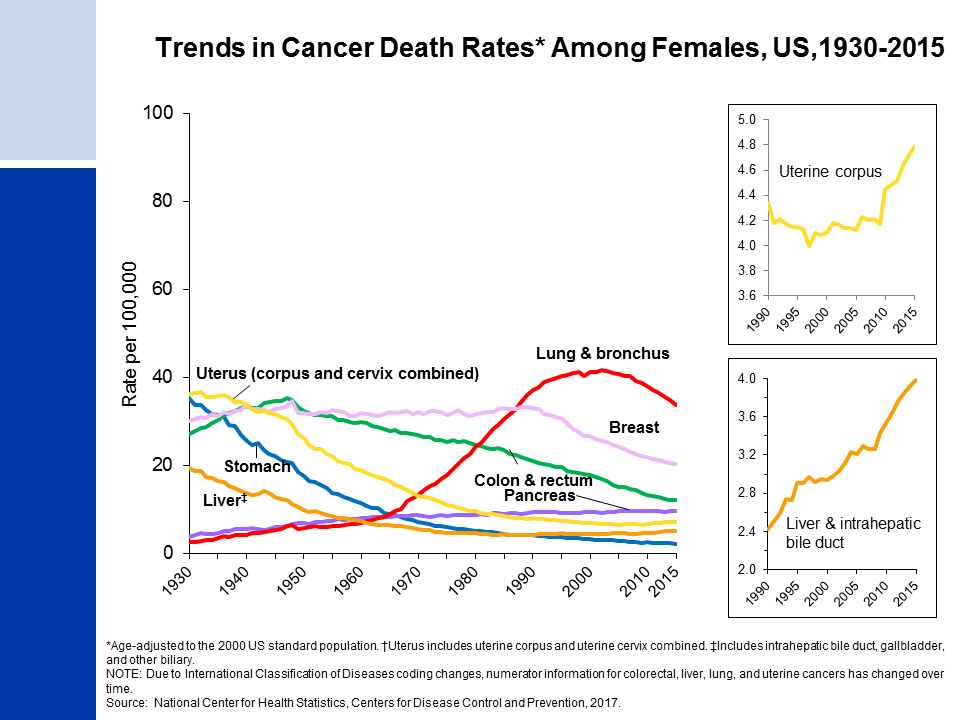 Trends in Cancer Death Rates* Among Females, US,1930-2015
100
80
60
40
20
0
Rate per 100,000
1930
1940
1950
1960
1970
1980
1990
2000
2010
2015
Uterus (corpus and cervix combined)
Lung & bronchus
Breast
Stomach
Colon & rectum
Pancreas
Liver‡
5.0
4.8
4.6
4.4
4.2
4.0
3.8
3.6
Uterine corpus
1990
1995
2000
2005
2010
2015
4.0
3.6
3.2
2.8
2.4
2.0
Liver & intrahepatic
bile duct
1990
1995
2000
2005
2010
2015
*Age-adjusted to the 2000 US standard population. †Uterus includes uterine corpus and uterine cervix combined. ‡Includes intrahepatic bile duct, gallbladder,
and other biliary.
NOTE: Due to International Classification of Diseases coding changes, numerator information for colorectal, liver, lung, and uterine cancers has changed over
time.
Source: National Center for Health Statistics, Centers for Disease Control and Prevention, 2017.